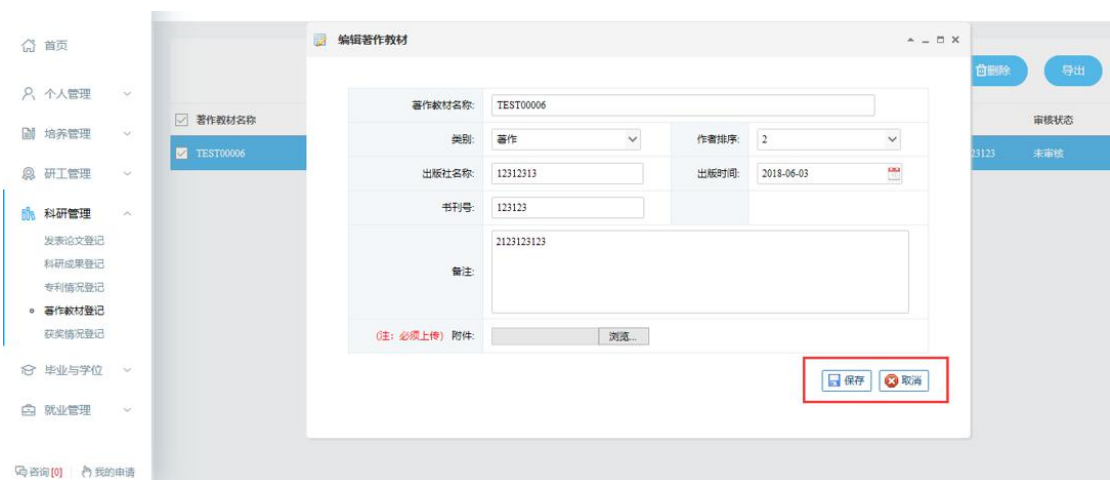 首页
个人管理
培养管理
研工管理
科研管理
发表论文登记
科研成果登记
专利情况登记
著作教材登记
获奖情况登记
毕业与学位
就业管理
咨询[0] 我的申请
删除 导出
著作教材名称 审核状态
TEST00006 23123 未审核
编辑著作教材
著作教材名称: TEST00006
类别: 著作 作者排序: 2
出版社名称: 12312313 出版时间: 2018-06-03
书刊号: 123123
备注: 2123123123
(注: 必须上传) 附件: 浏览...
保存 取消